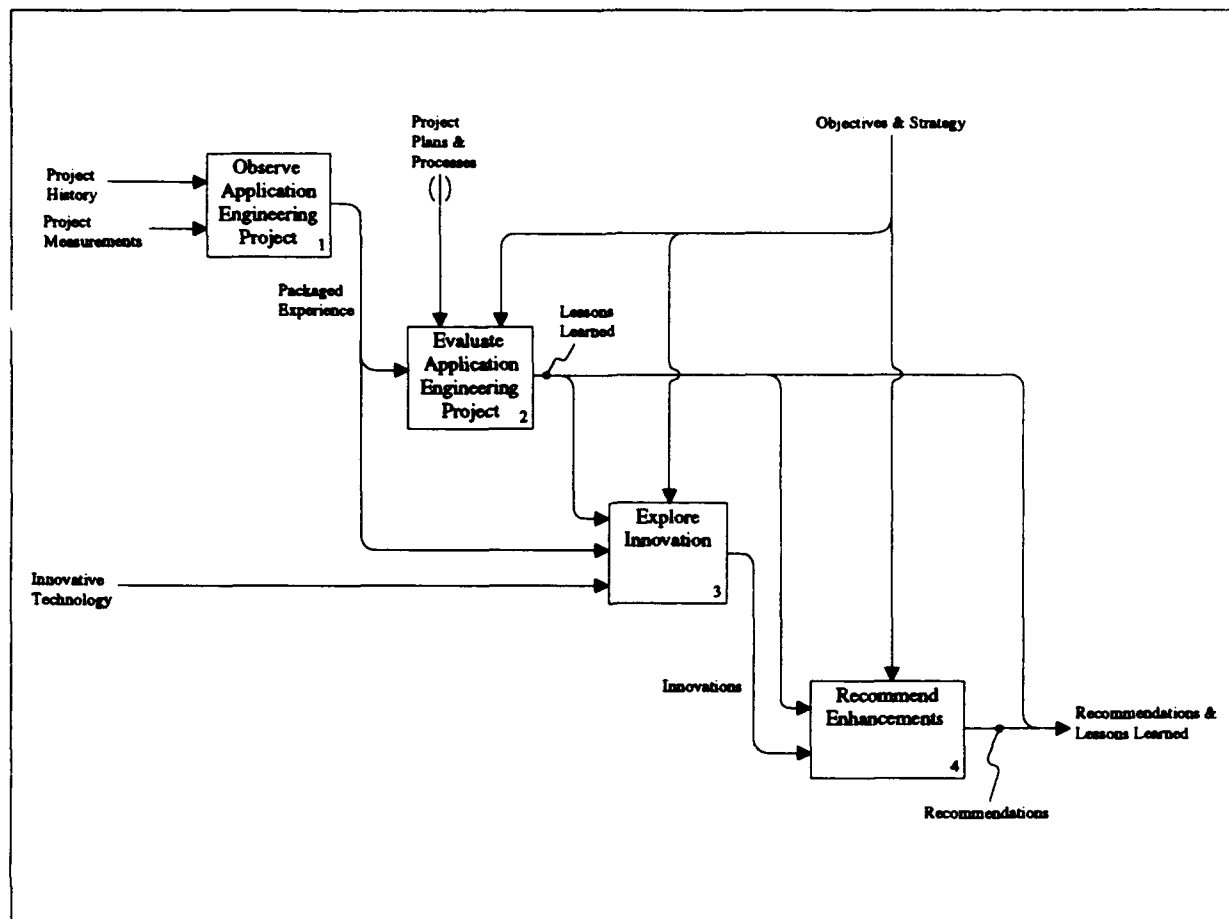 Project
Plans &
Processes
( )
Objectives & Strategy
Observe
Application
Engineering
Project
1
Project
History
Project
Measurements
Packaged
Experience
Lessons
Learned
Evaluate
Application
Engineering
Project
2
Explore
Innovation
3
Innovative
Technology
Innovations
Recommend
Enhancements
4
Recommendations &
Lessons Learned
Recommendations